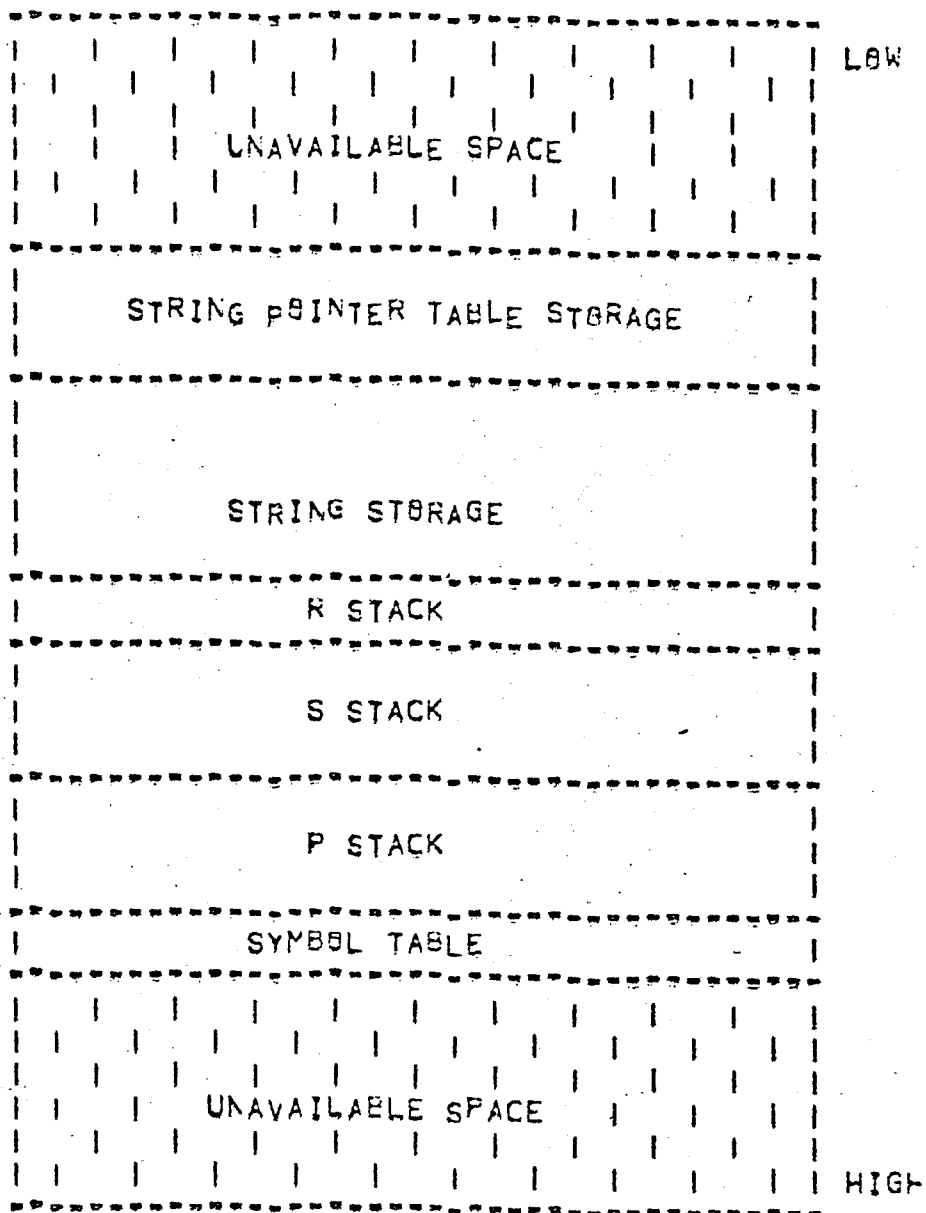 LOW
UNAVAILABLE SPACE
STRING POINTER TABLE STORAGE
STRING STORAGE
R STACK
S STACK
P STACK
SYMBOL TABLE
UNAVAILABLE SPACE
HIGH